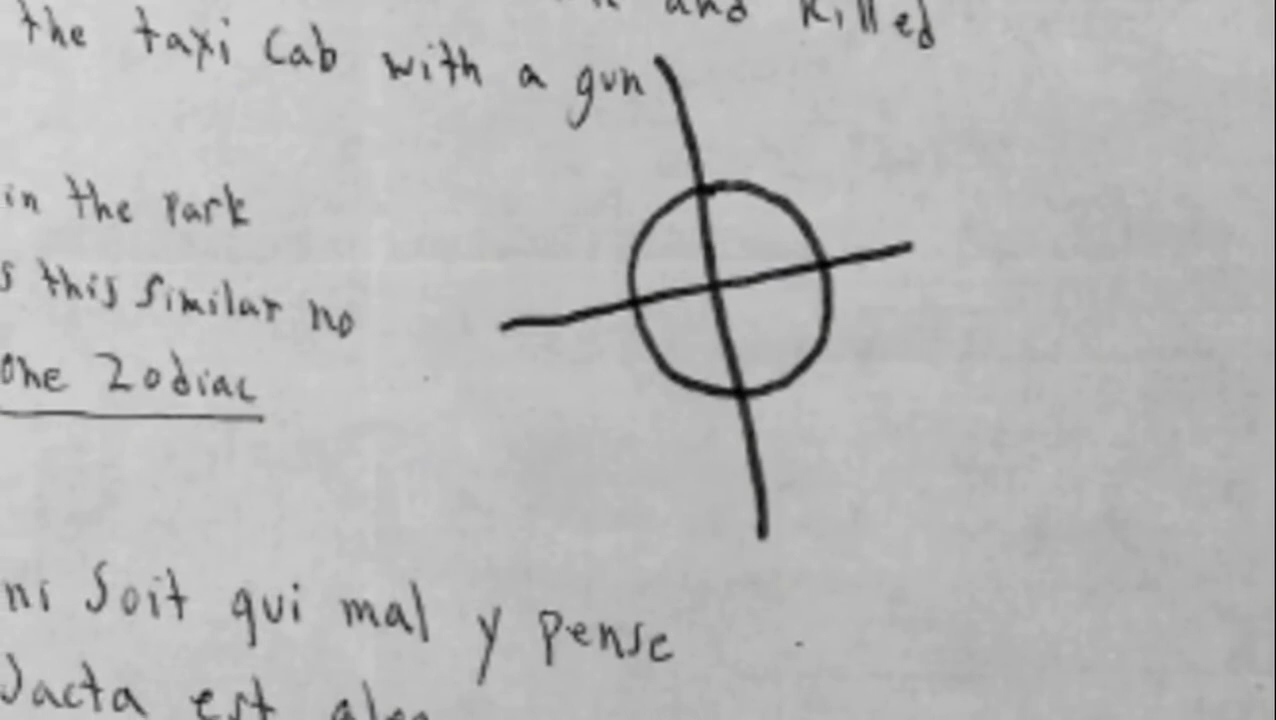 and Killed
the taxi Cab with a gun
in the Park
s this Similar no
one Zodiac
ni Soit qui mal y pense
Jacta est